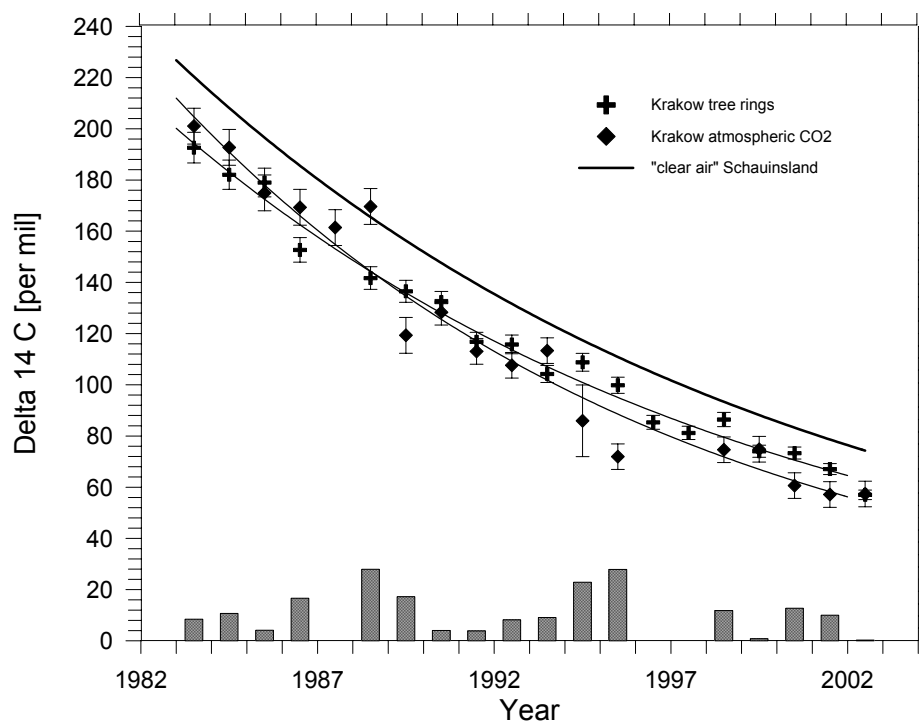 240
220
200
180
160
140
120
100
80
60
40
20
0
Delta 14 C [per mil]
Krakow tree rings
Krakow atmospheric CO2
"clear air" Schauinsland
1982 1987 1992 1997 2002
Year